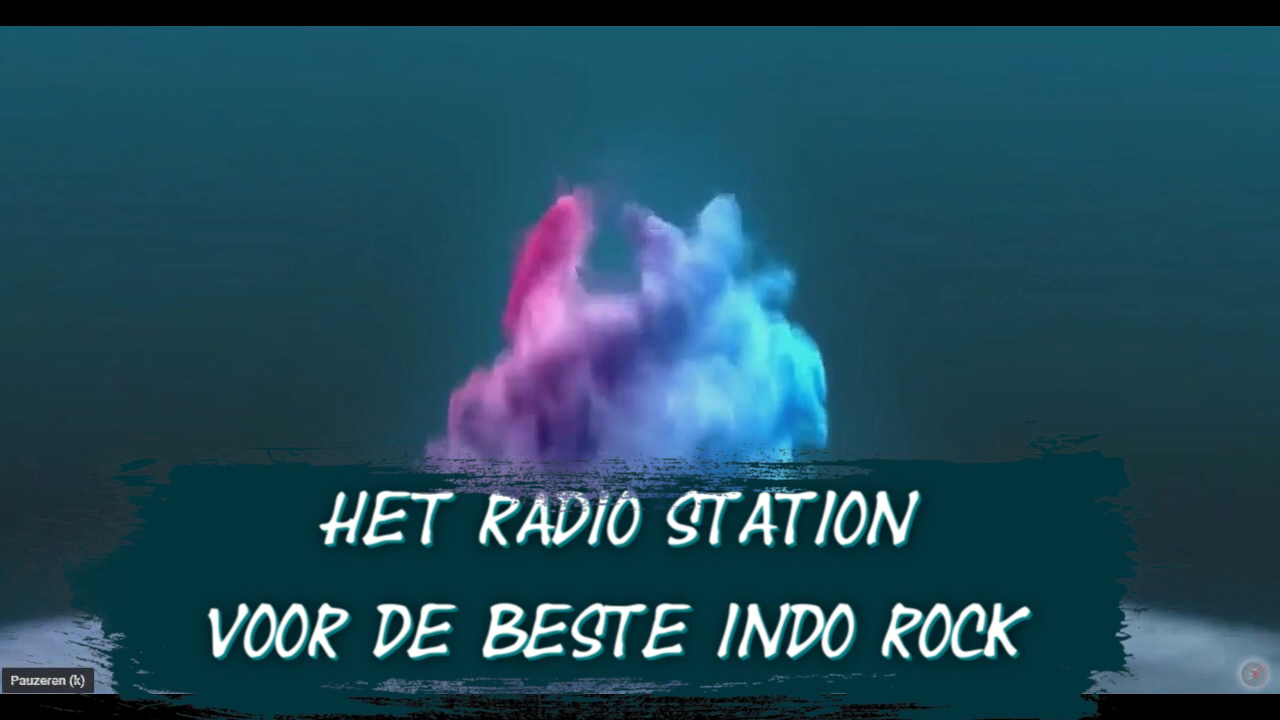 HET RADIO STATION
VOOR DE BESTE INDO ROCK
Pauzeren (k)